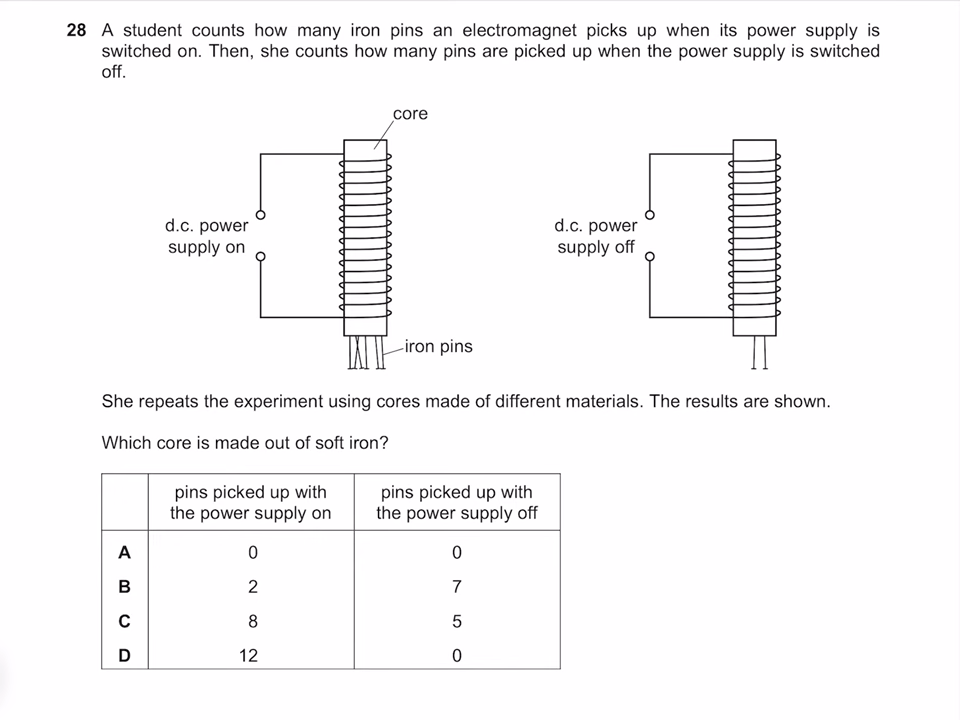 28 A student counts how many iron pins an electromagnet picks up when its power supply is
switched on. Then, she counts how many pins are picked up when the power supply is switched
off.
core
d.c. power
supply on
d.c. power
supply off
iron pins
She repeats the experiment using cores made of different materials. The results are shown.
Which core is made out of soft iron?
pins picked up with
the power supply on
pins picked up with
the power supply off
A 0 0
B 2 7
C 8 5
D 12 0